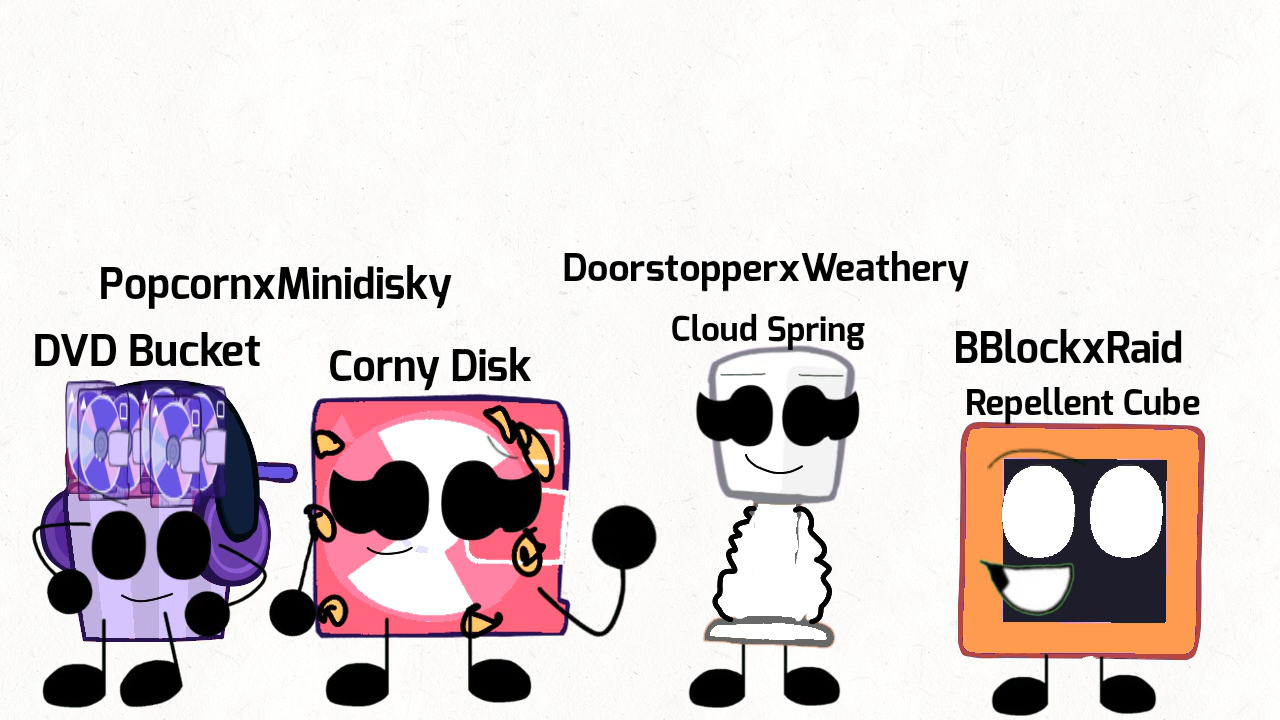 PopcornxMinidisky
DVD Bucket
Corny Disk
DoorstopperxWeathery
Cloud Spring
BBlockxRaid
Repellent Cube